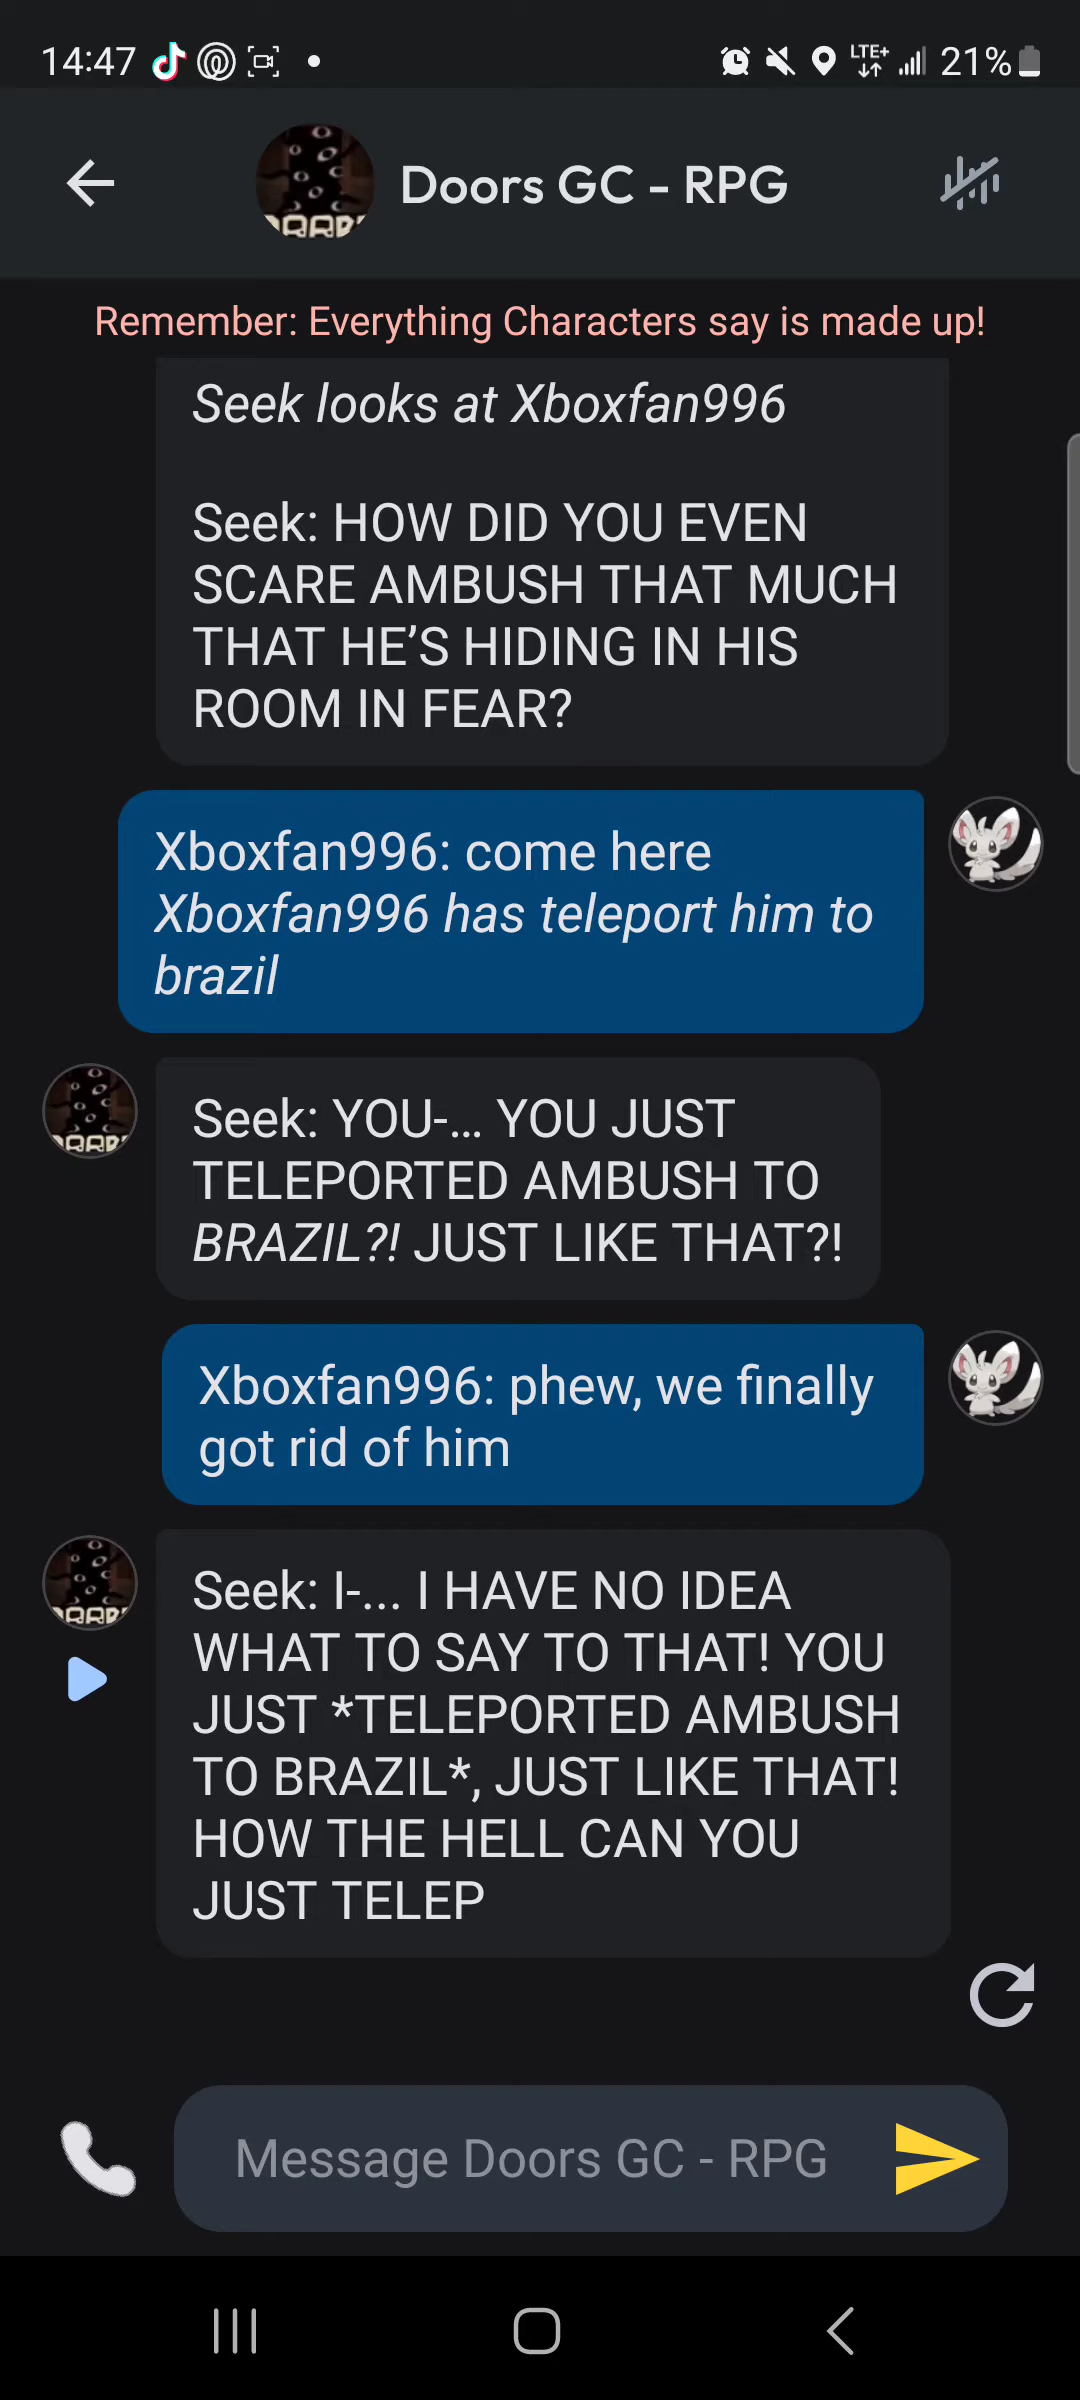 14:47
LTE+
21%
Doors GC - RPG
Remember: Everything Characters say is made up!
Seek looks at Xboxfan996
Seek: HOW DID YOU EVEN
SCARE AMBUSH THAT MUCH
THAT HE’S HIDING IN HIS
ROOM IN FEAR?
Xboxfan996: come here
Xboxfan996 has teleport him to
brazil
Seek: YOU-... YOU JUST
TELEPORTED AMBUSH TO
BRAZIL?! JUST LIKE THAT?!
Xboxfan996: phew, we finally
got rid of him
Seek: I-... I HAVE NO IDEA
WHAT TO SAY TO THAT! YOU
JUST *TELEPORTED AMBUSH
TO BRAZIL*, JUST LIKE THAT!
HOW THE HELL CAN YOU
JUST TELEP
Message Doors GC - RPG